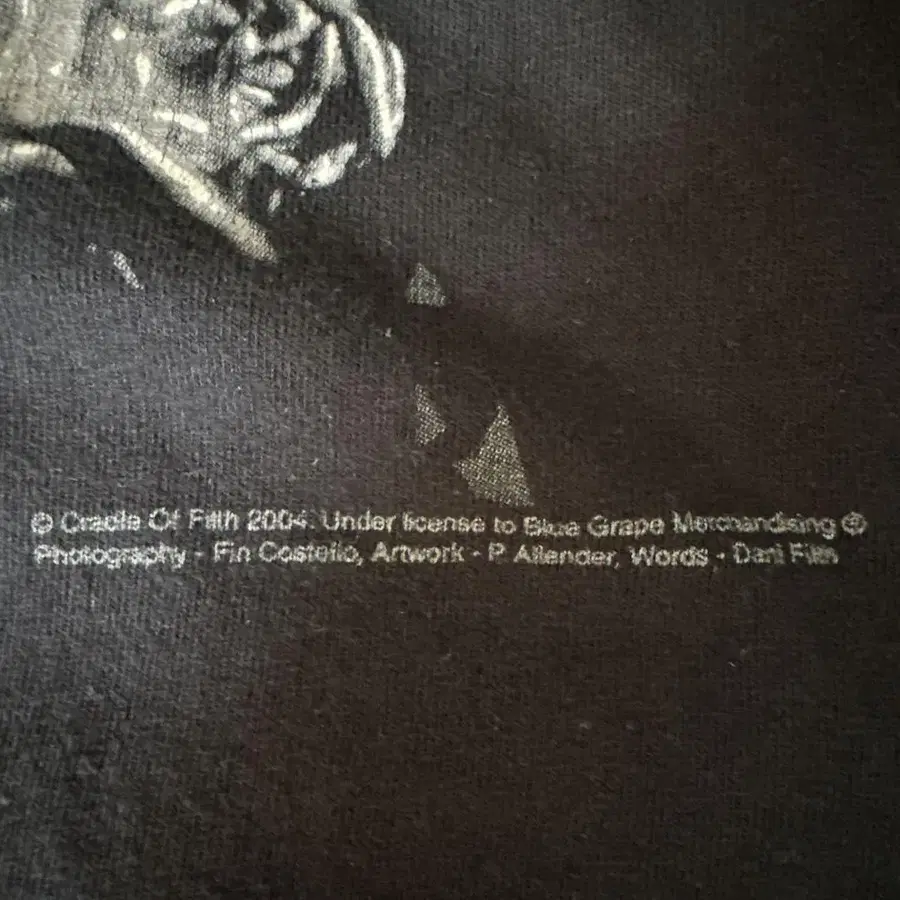 © Cradle Of Filth 2004. Under license to Blue Grape Merchandising ®
Photography - Fin Costello, Artwork - P. Allender, Words - Dani Filth